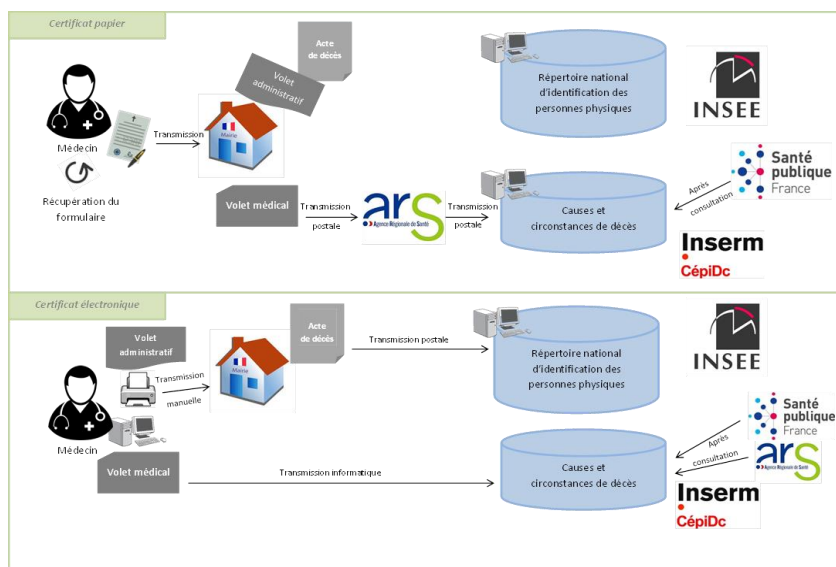 Certificat papier
Acte
de décès
Volet
administratif
Répertoire national
d'identification des
personnes physiques
INSEE
Médecin
Transmission
Mairie
Récupération du
formulaire
Volet médical
Transmission
postale
ars
Agence Régionale de Santé
Transmission
postale
Causes et
circonstances de décès
Après
consultation
Santé
publique
France
Inserm
CépiDc
Certificat électronique
Volet
administratif
Acte
de décès
Transmission postale
Répertoire national
d'identification des
personnes physiques
INSEE
Transmission
manuelle
Mairie
Médecin
Volet médical
Transmission informatique
Causes et
circonstances de décès
Après
consultation
Santé
publique
France
ars
Agence Régionale de Santé
Inserm
CépiDc